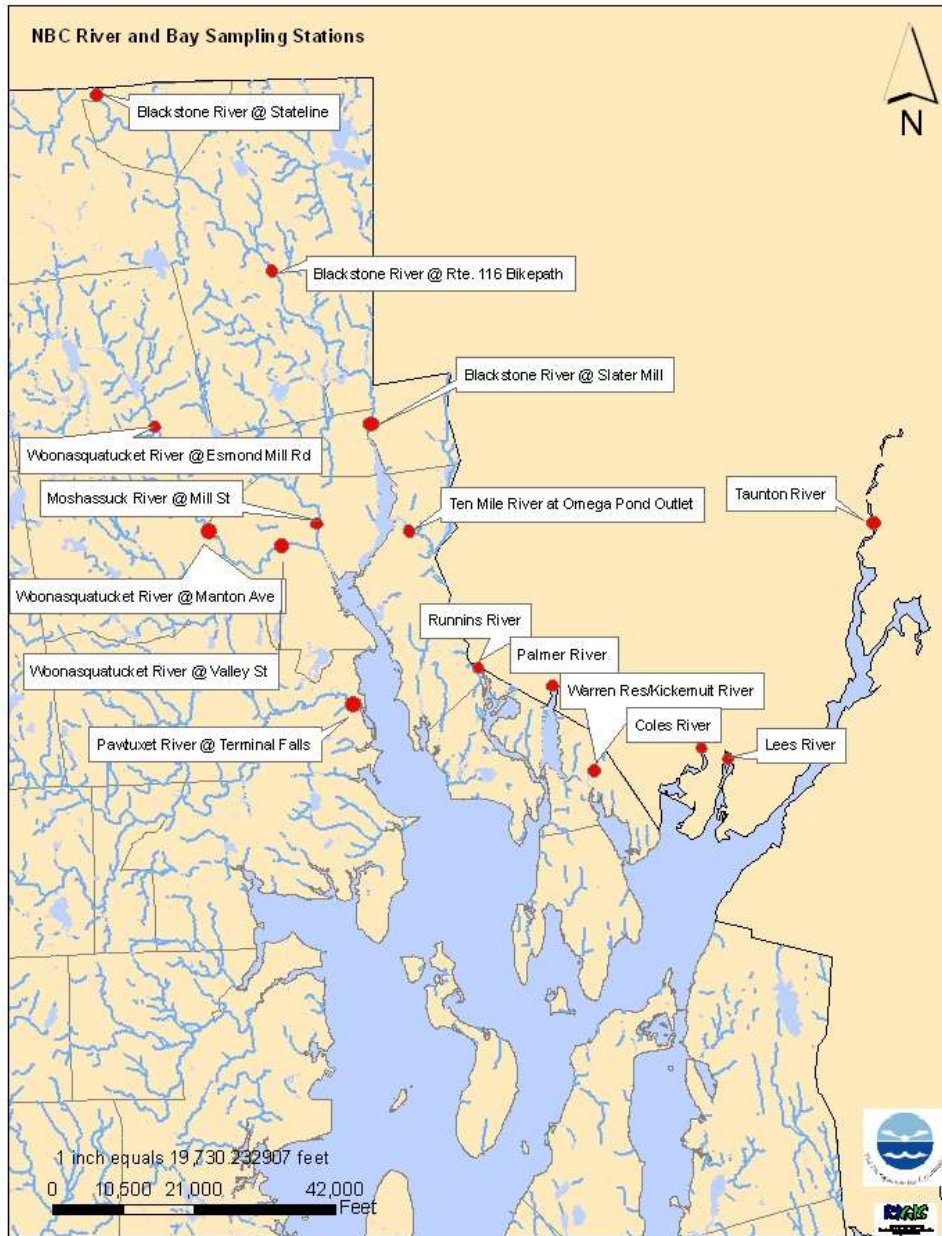 NBC River and Bay Sampling Stations
N
Blackstone River @ Stateline
Blackstone River @ Rte. 116 Bikepath
Blackstone River @ Slater Mill
Woonasquatucket River @ Esmond Mill Rd
Moshassuck River @ Mill St
Ten Mile River at Omega Pond Outlet
Taunton River
Woonasquatucket River @ Manton Ave
Runnins River
Palmer River
Woonasquatucket River @ Valley St
Warren Res/Kickemuit River
Coles River
Pawtuxet River @ Terminal Falls
Lees River
1 inch equals 19,730.232907 feet
0 10,500 21,000 42,000
Feet